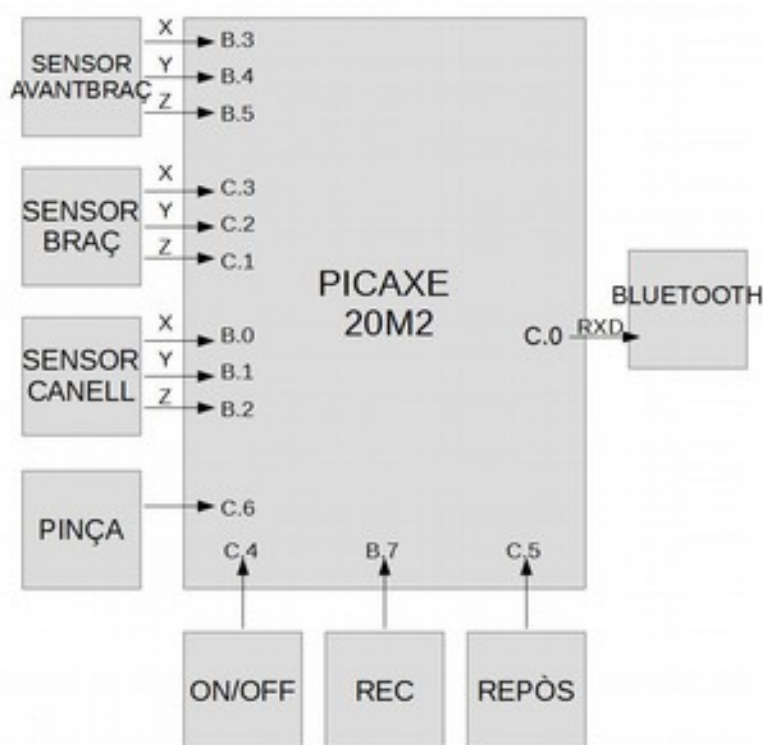 SENSOR
AVANTBRAÇ
X
B.3
Y
B.4
Z
B.5
SENSOR
BRAÇ
X
C.3
Y
C.2
Z
C.1
SENSOR
CANELL
X
B.0
Y
B.1
Z
B.2
PINÇA
C.6
PICAXE
20M2
C.0
RXD
BLUETOOTH
C.4
B.7
C.5
ON/OFF
REC
REPÒS